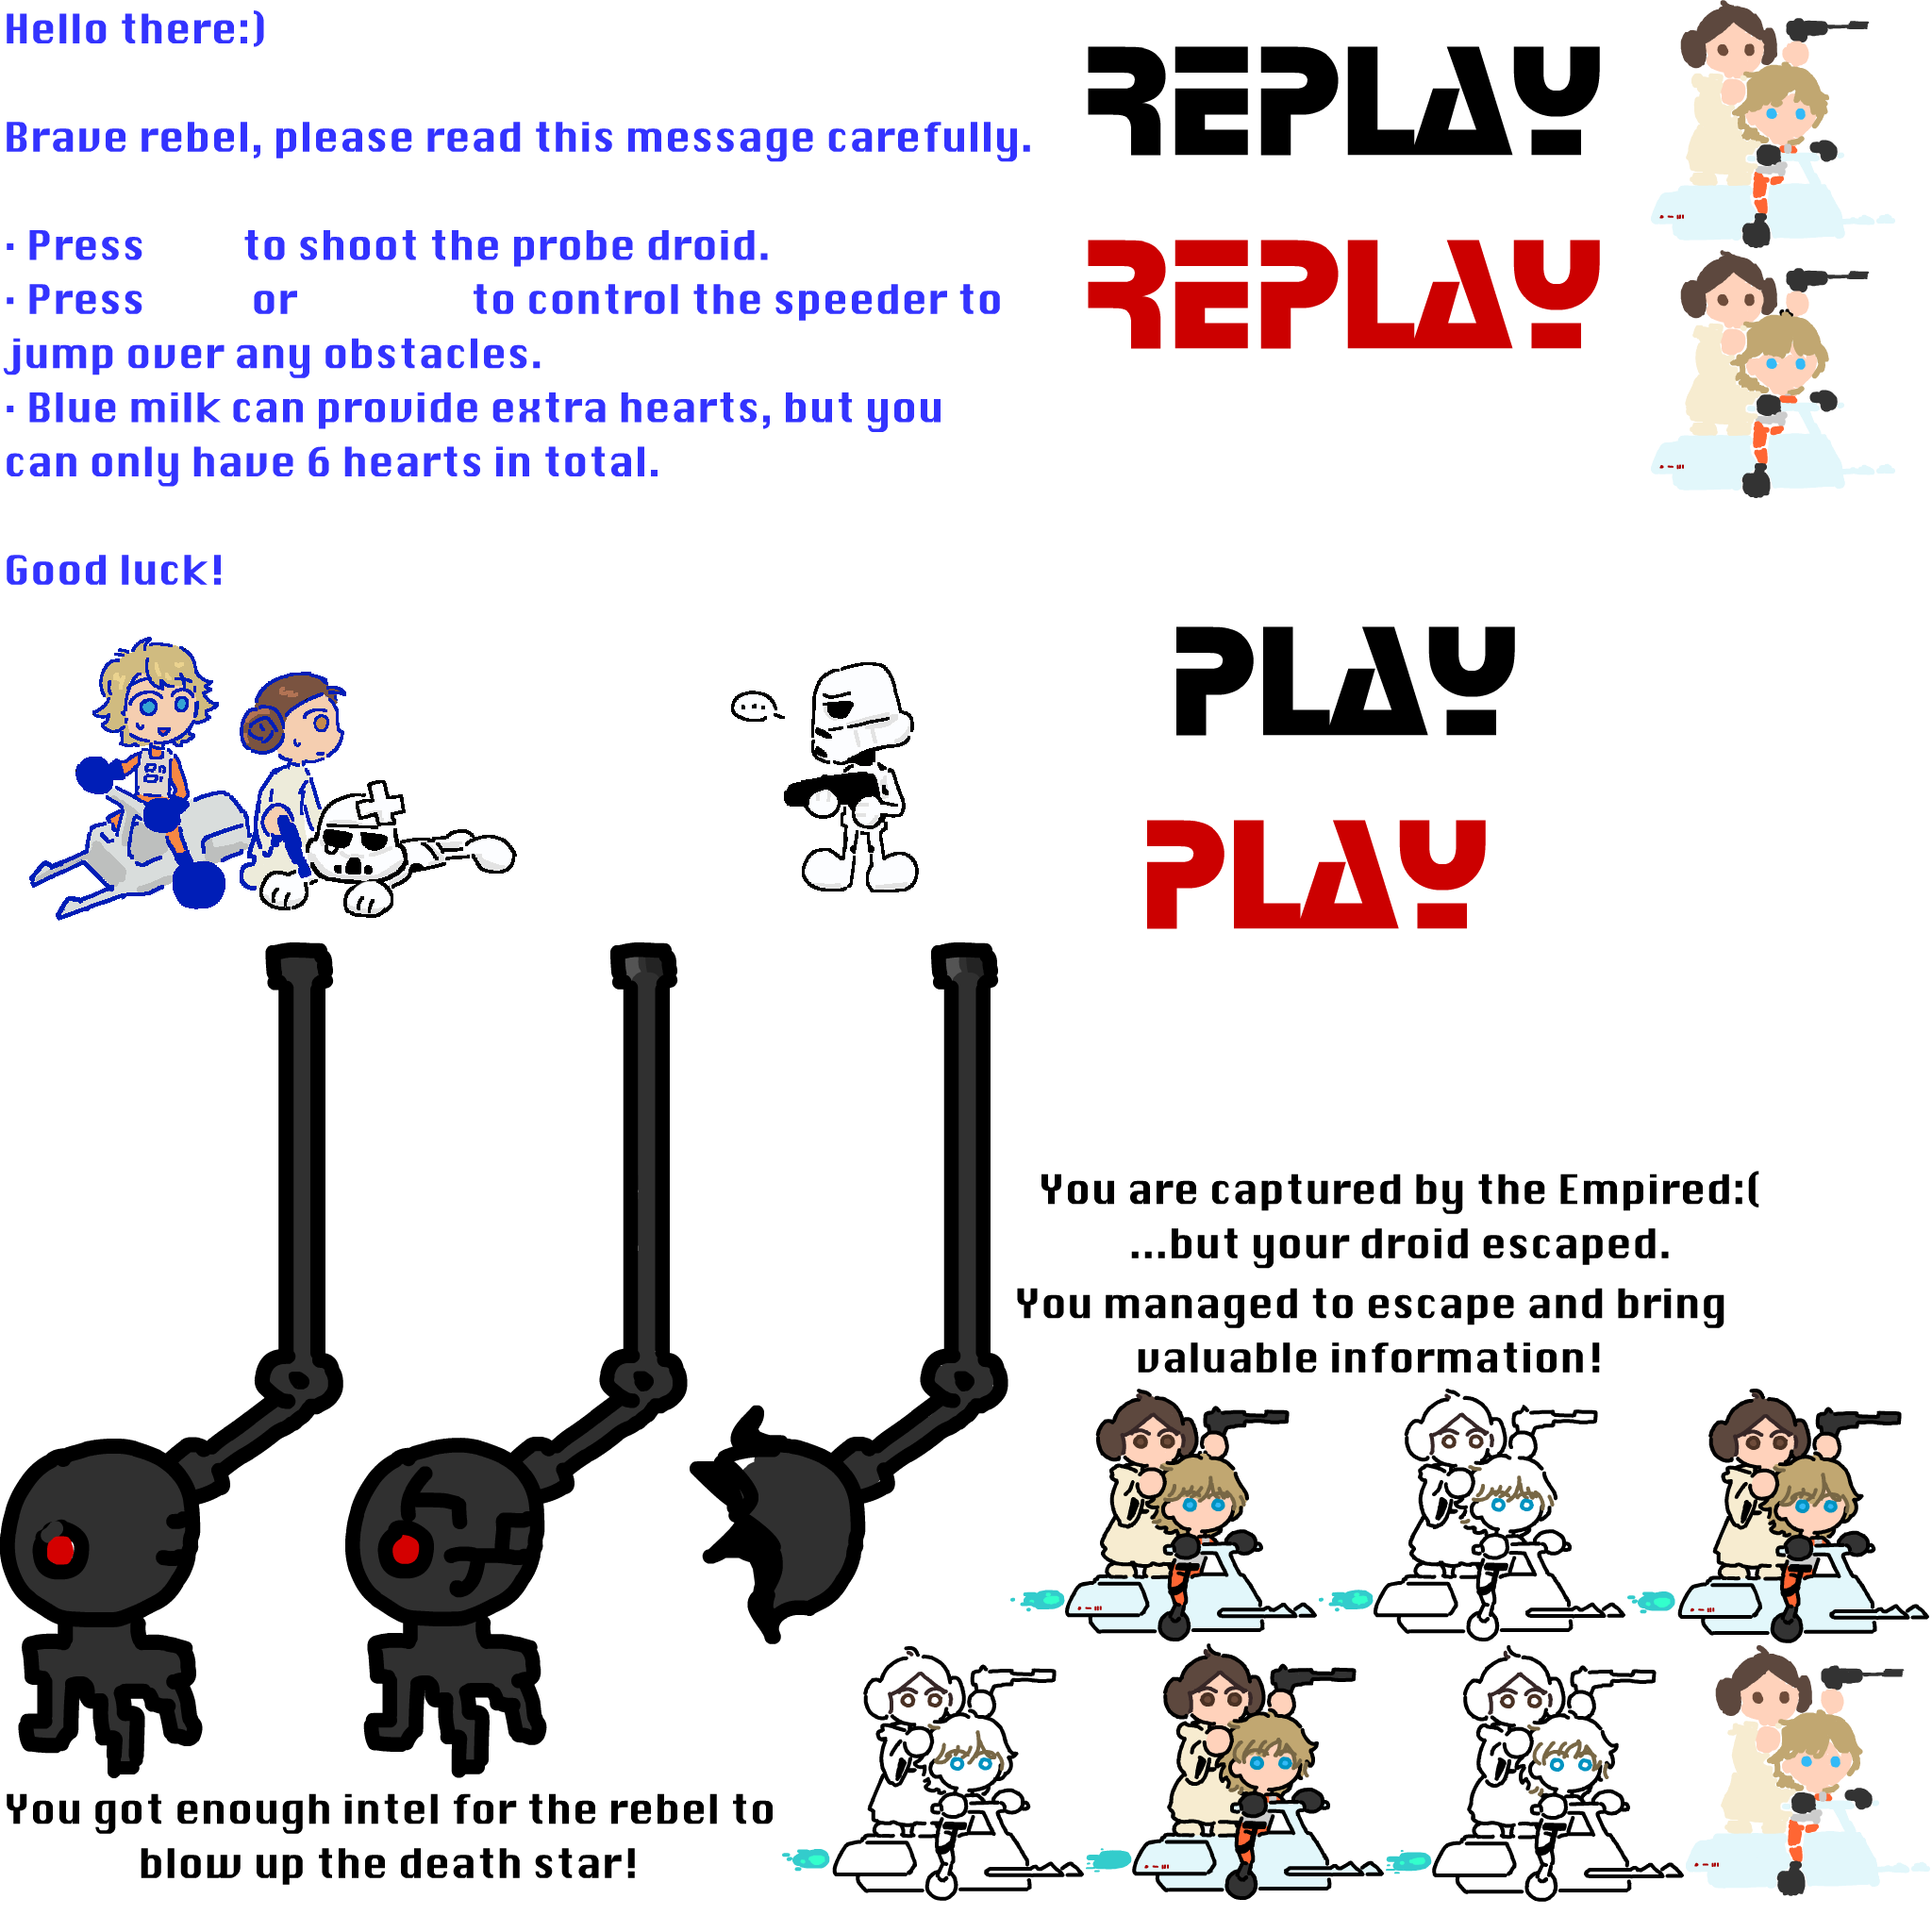 Hello there:)
Brave rebel, please read this message carefully.
· Press to shoot the probe droid.
· Press or to control the speeder to
jump over any obstacles.
· Blue milk can provide extra hearts, but you
can only have 6 hearts in total.
Good luck!
REPLAY
REPLAY
PLAY
PLAY
...
You are captured by the Empired:(
...but your droid escaped.
You managed to escape and bring
valuable information!
You got enough intel for the rebel to
blow up the death star!